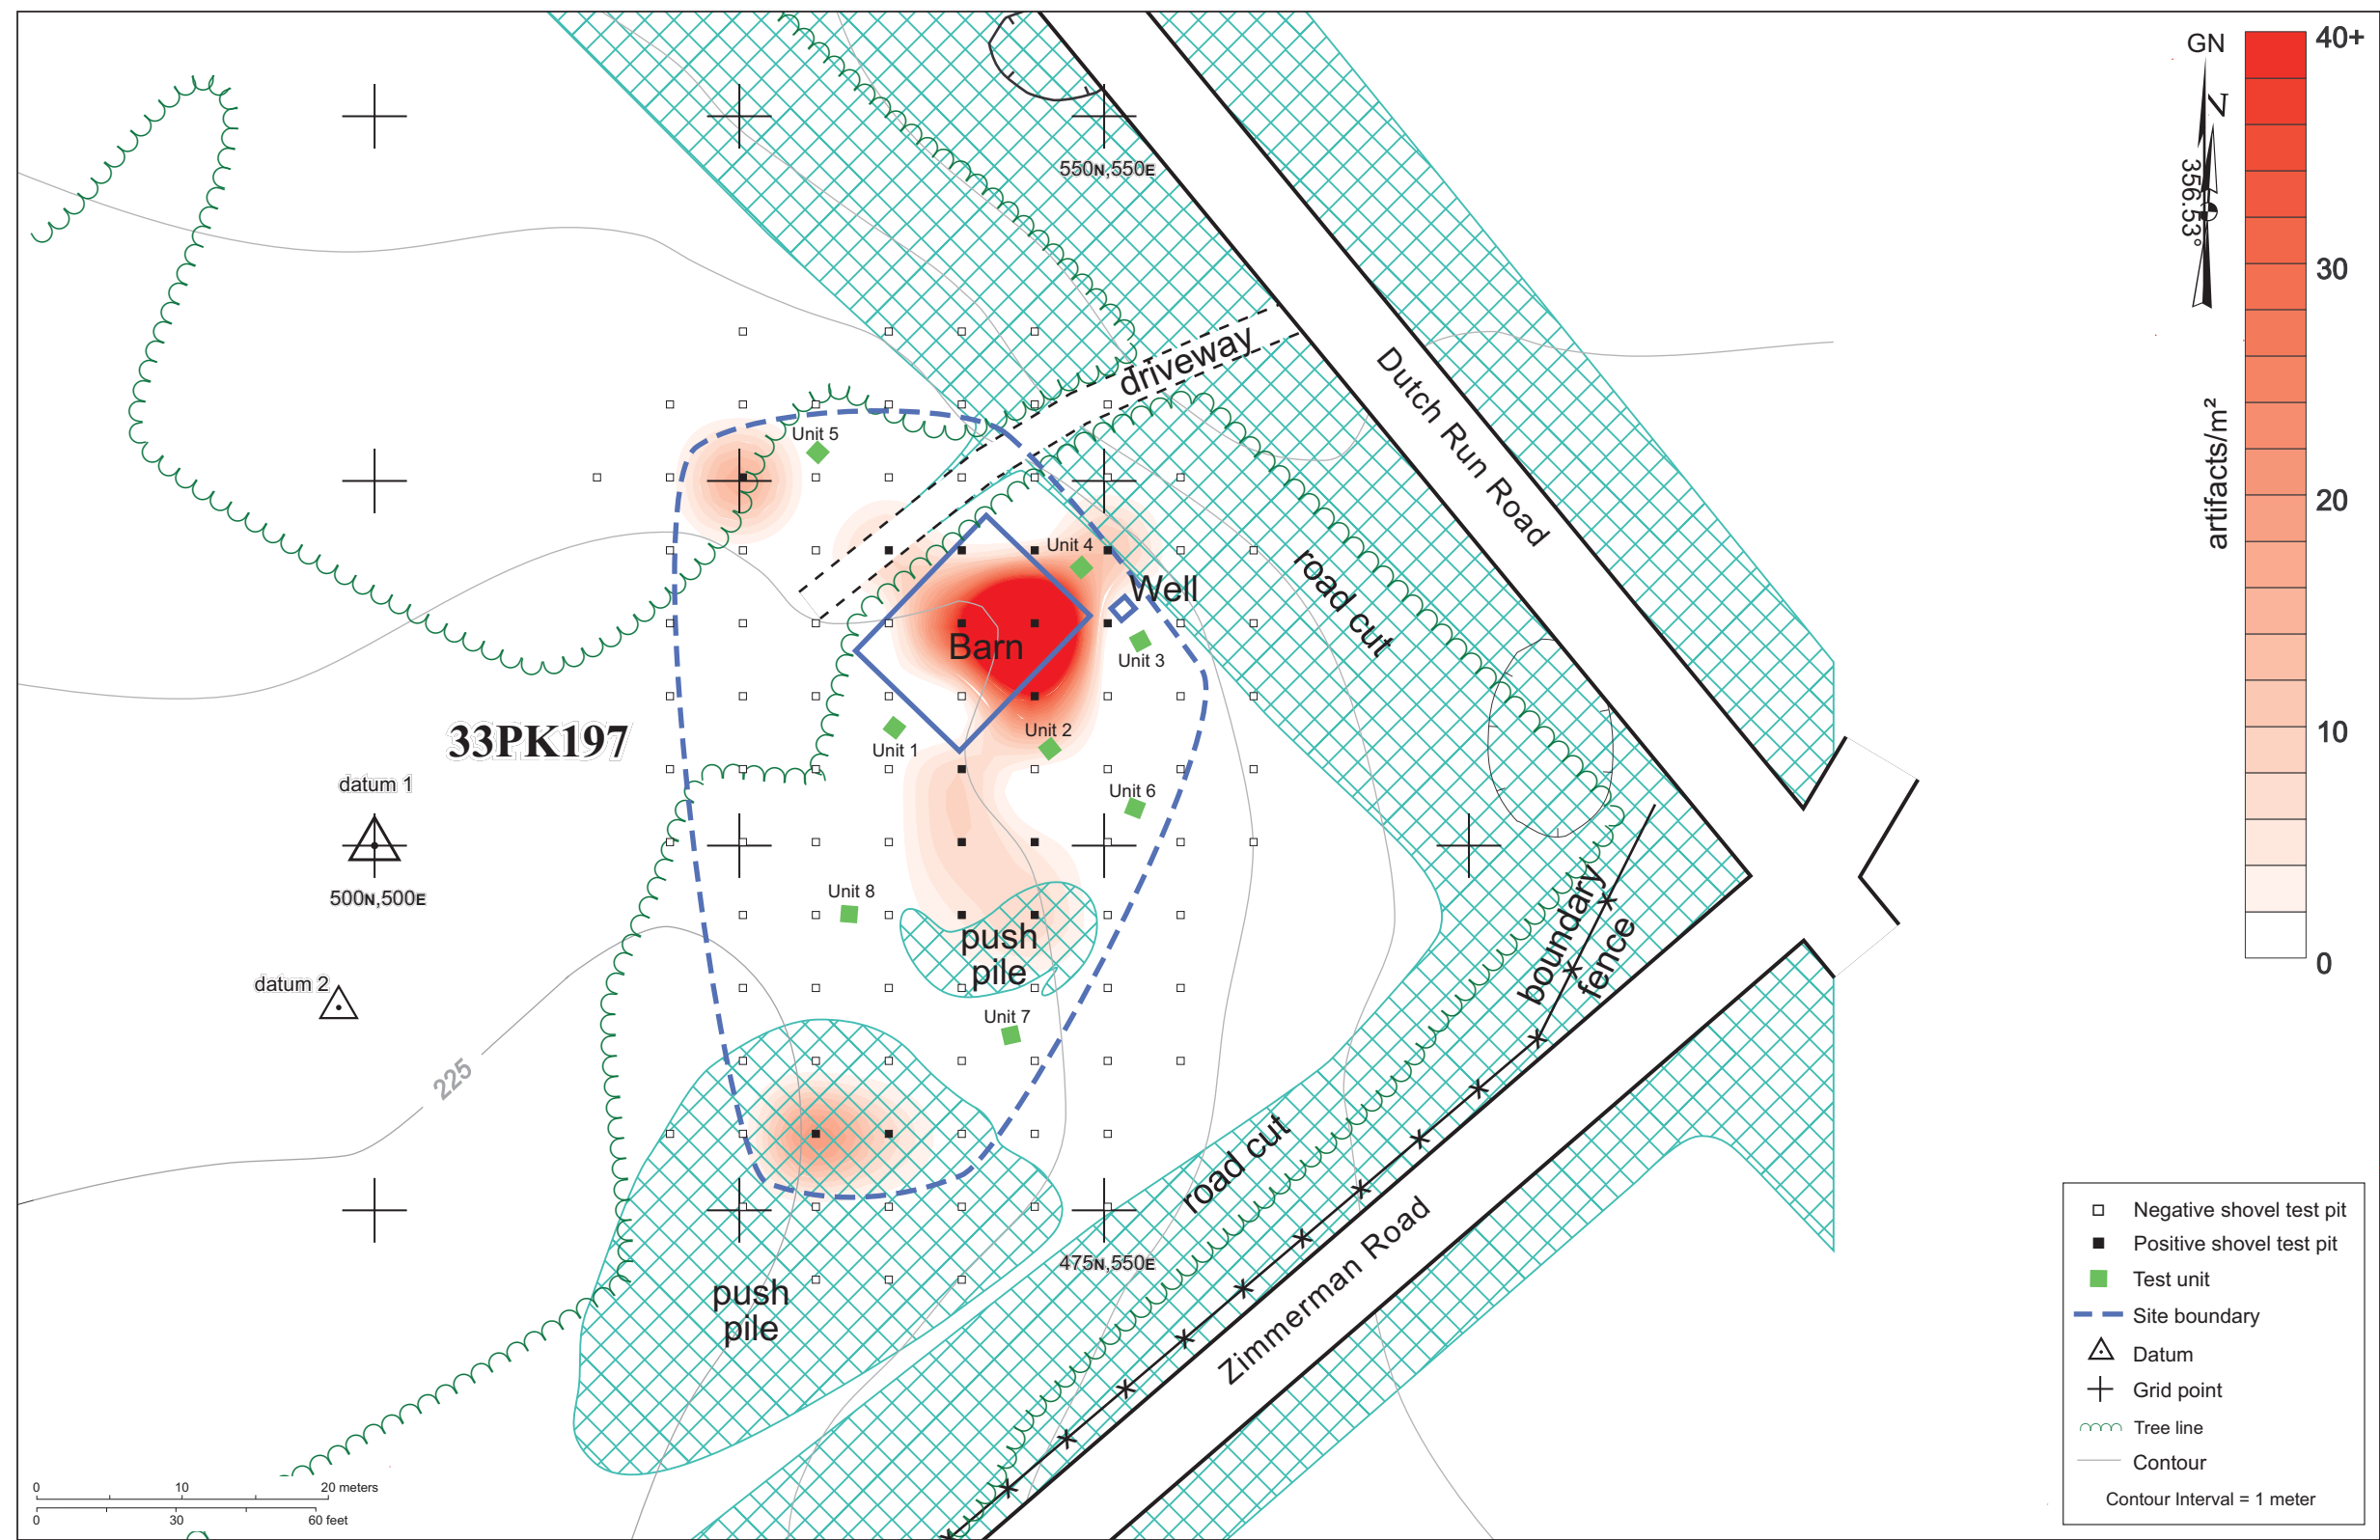 GN
N
356.53°
40+
30
20
10
0
artifacts/m²
550N,550E
driveway
Dutch Run Road
Unit 5
Unit 4
Well
road cut
Barn
Unit 3
33PK197
Unit 1
Unit 2
datum 1
Unit 6
500N,500E
Unit 8
boundary
fence
push
pile
datum 2
Unit 7
225
road cut
475N,550E
push
pile
Zimmerman Road
0 10 20 meters
0 30 60 feet
Negative shovel test pit
Positive shovel test pit
Test unit
Site boundary
Datum
Grid point
Tree line
Contour
Contour Interval = 1 meter